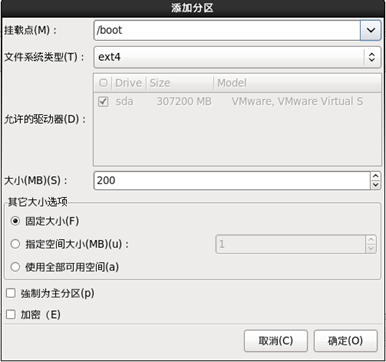 添加分区
挂载点(M)： /boot
文件系统类型(T)： ext4
Drive Size Model
sda 307200 MB VMware, VMware Virtual S
允许的驱动器(D)：
大小(MB)(S)： 200
其它大小选项
固定大小(F)
指定空间大小(MB)(u)： 1
使用全部可用空间(a)
强制为主分区(p)
加密（E)
取消(C) 确定(O)